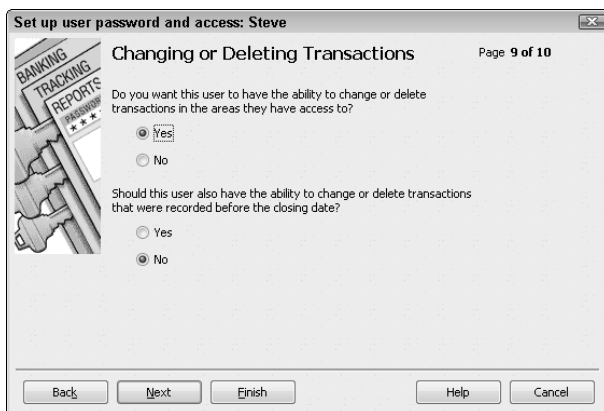 Set up user password and access: Steve
BANKING
TRACKING
REPORTS
PASSWORD
****
Changing or Deleting Transactions
Page 9 of 10
Do you want this user to have the ability to change or delete
transactions in the areas they have access to?
Yes
No
Should this user also have the ability to change or delete transactions
that were recorded before the closing date?
Yes
No
Back
Next
Finish
Help
Cancel